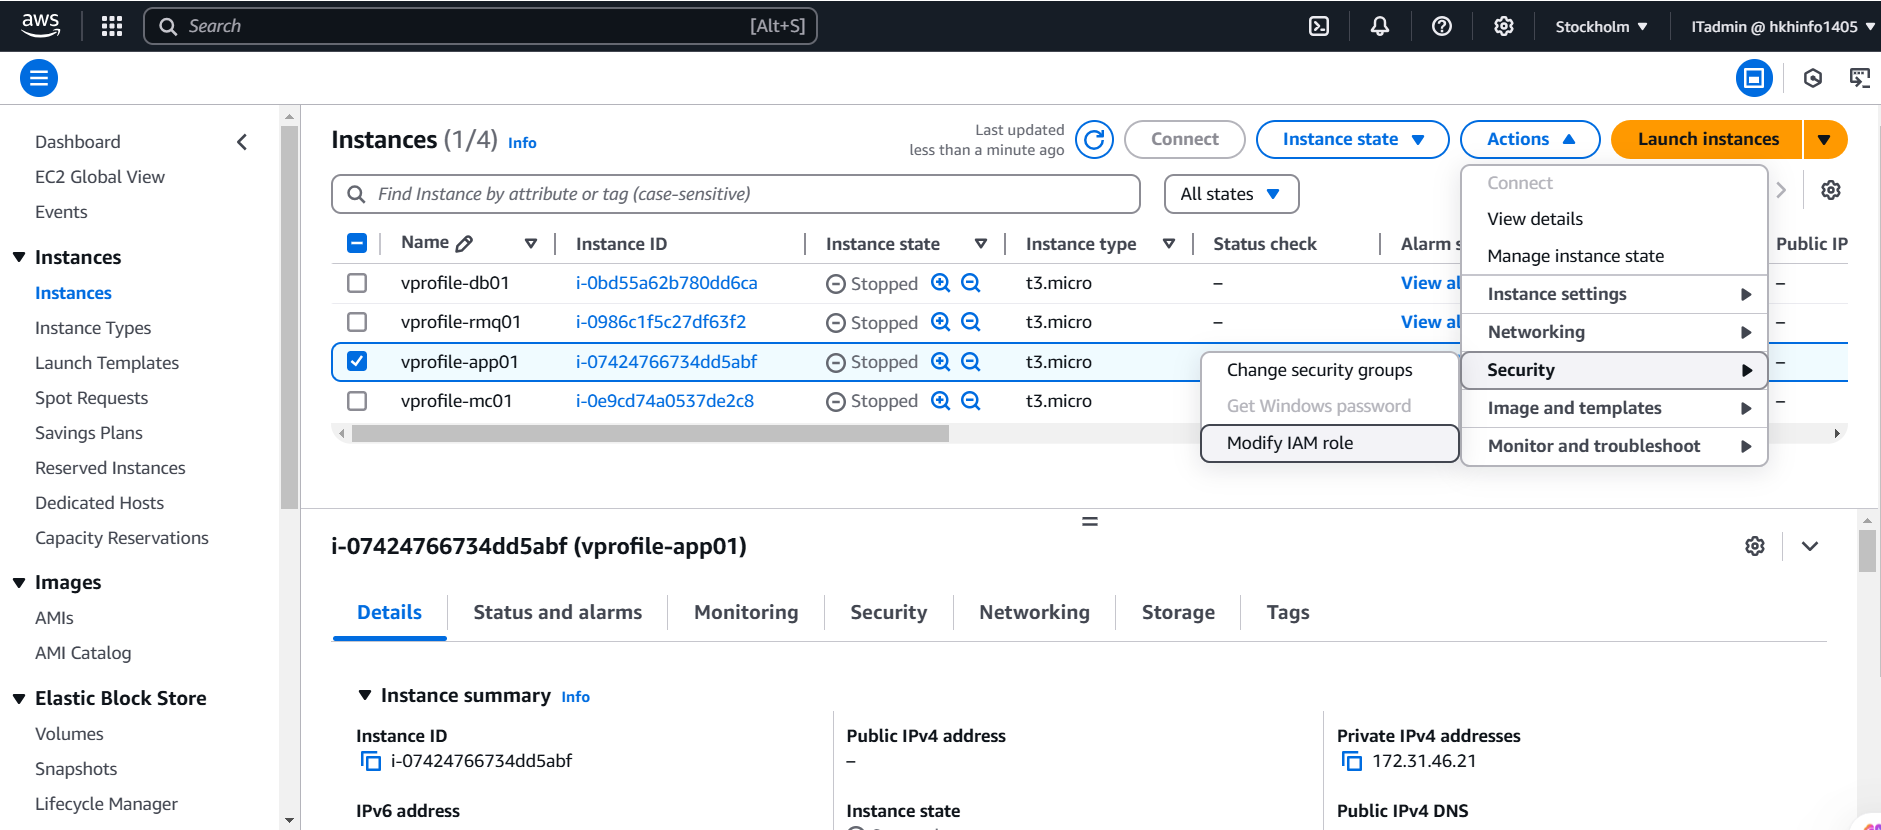 aws
Search [Alt+S]
Stockholm
ITadmin @ hkhinfo1405
Dashboard
EC2 Global View
Events
Instances
Instances
Instance Types
Launch Templates
Spot Requests
Savings Plans
Reserved Instances
Dedicated Hosts
Capacity Reservations
Images
AMIs
AMI Catalog
Elastic Block Store
Volumes
Snapshots
Lifecycle Manager
Instances (1/4) Info
Last updated
less than a minute ago
Connect
Instance state
Actions
Launch instances
Find Instance by attribute or tag (case-sensitive)
All states
Name Instance ID Instance state Instance type Status check Alarm s Public IP
vprofile-db01 i-0bd55a62b780dd6ca Stopped t3.micro – View al –
vprofile-rmq01 i-0986c1f5c27df63f2 Stopped t3.micro – View al –
vprofile-app01 i-07424766734dd5abf Stopped t3.micro –
vprofile-mc01 i-0e9cd74a0537de2c8 Stopped t3.micro –
Connect
View details
Manage instance state
Instance settings
Networking
Security
Image and templates
Monitor and troubleshoot
Change security groups
Get Windows password
Modify IAM role
i-07424766734dd5abf (vprofile-app01)
Details
Status and alarms
Monitoring
Security
Networking
Storage
Tags
Instance summary Info
Instance ID
i-07424766734dd5abf
Public IPv4 address
–
Private IPv4 addresses
172.31.46.21
IPv6 address
Instance state
Public IPv4 DNS